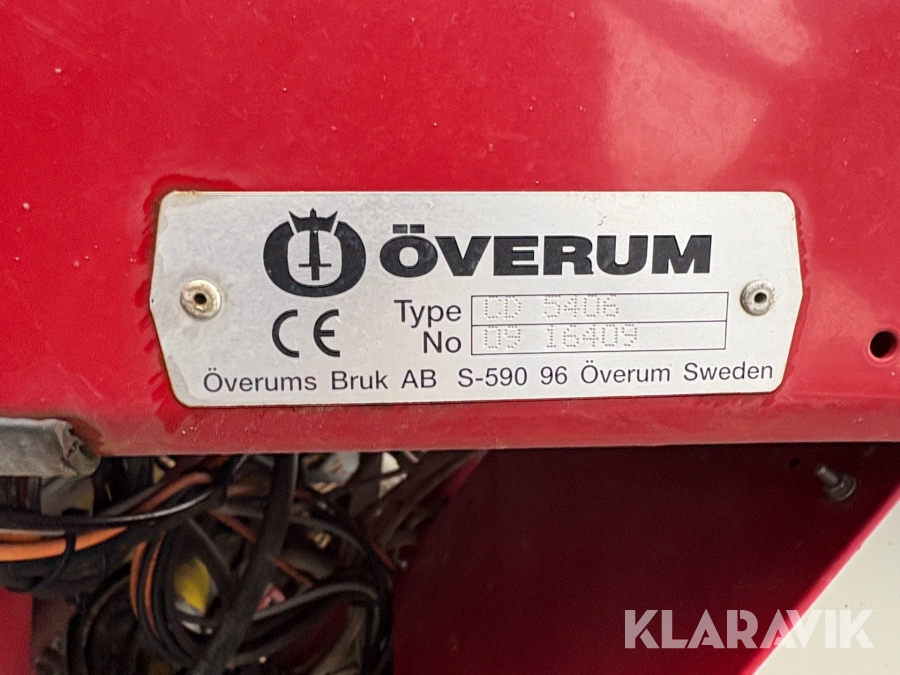 ÖVERUM
Type CD 5406
No 09 16409
CE
Överums Bruk AB S-590 96 Överum Sweden
KLARAVIK